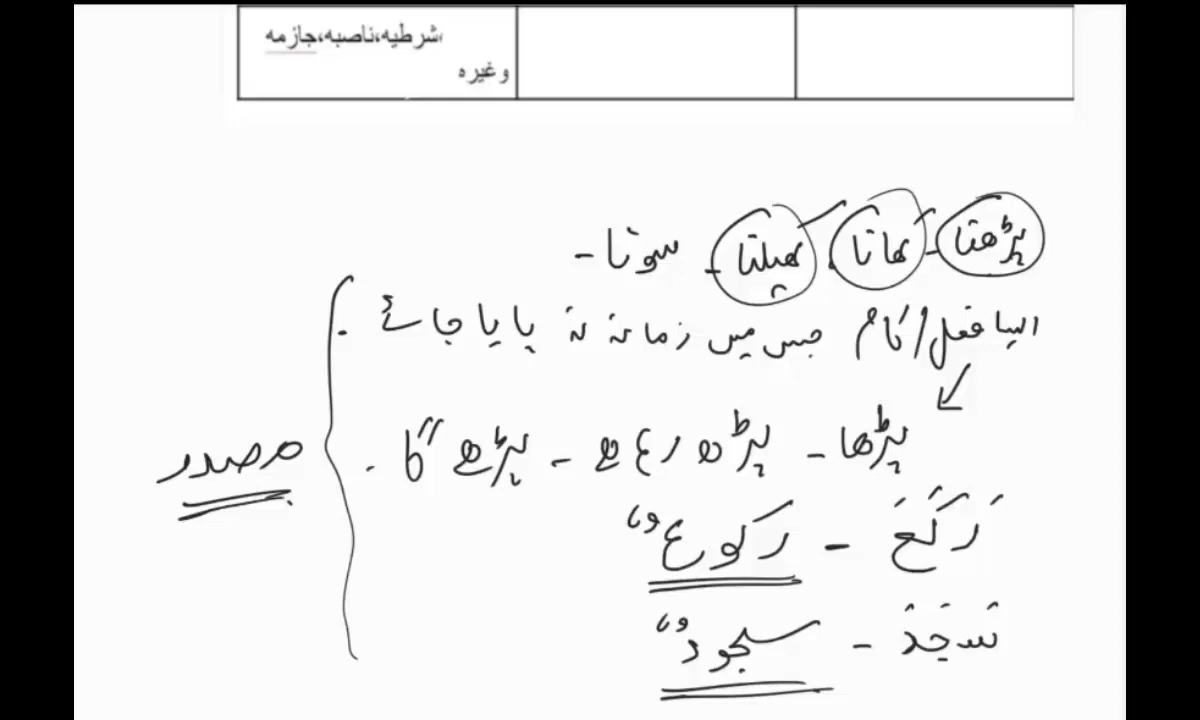 ،شرطیہ،ناصبہ،جازمہ
وغیرہ
پڑھنا - کھانا - کھیلنا - سونا -
ایسا فعل/کام جس میں زمانہ نہ پایا جائے .
پڑھا - پڑھ رہا ہے - پڑھے گا .
رَكَعَ - ركوعٌ
سَجَدَ - سجودٌ
مصدر